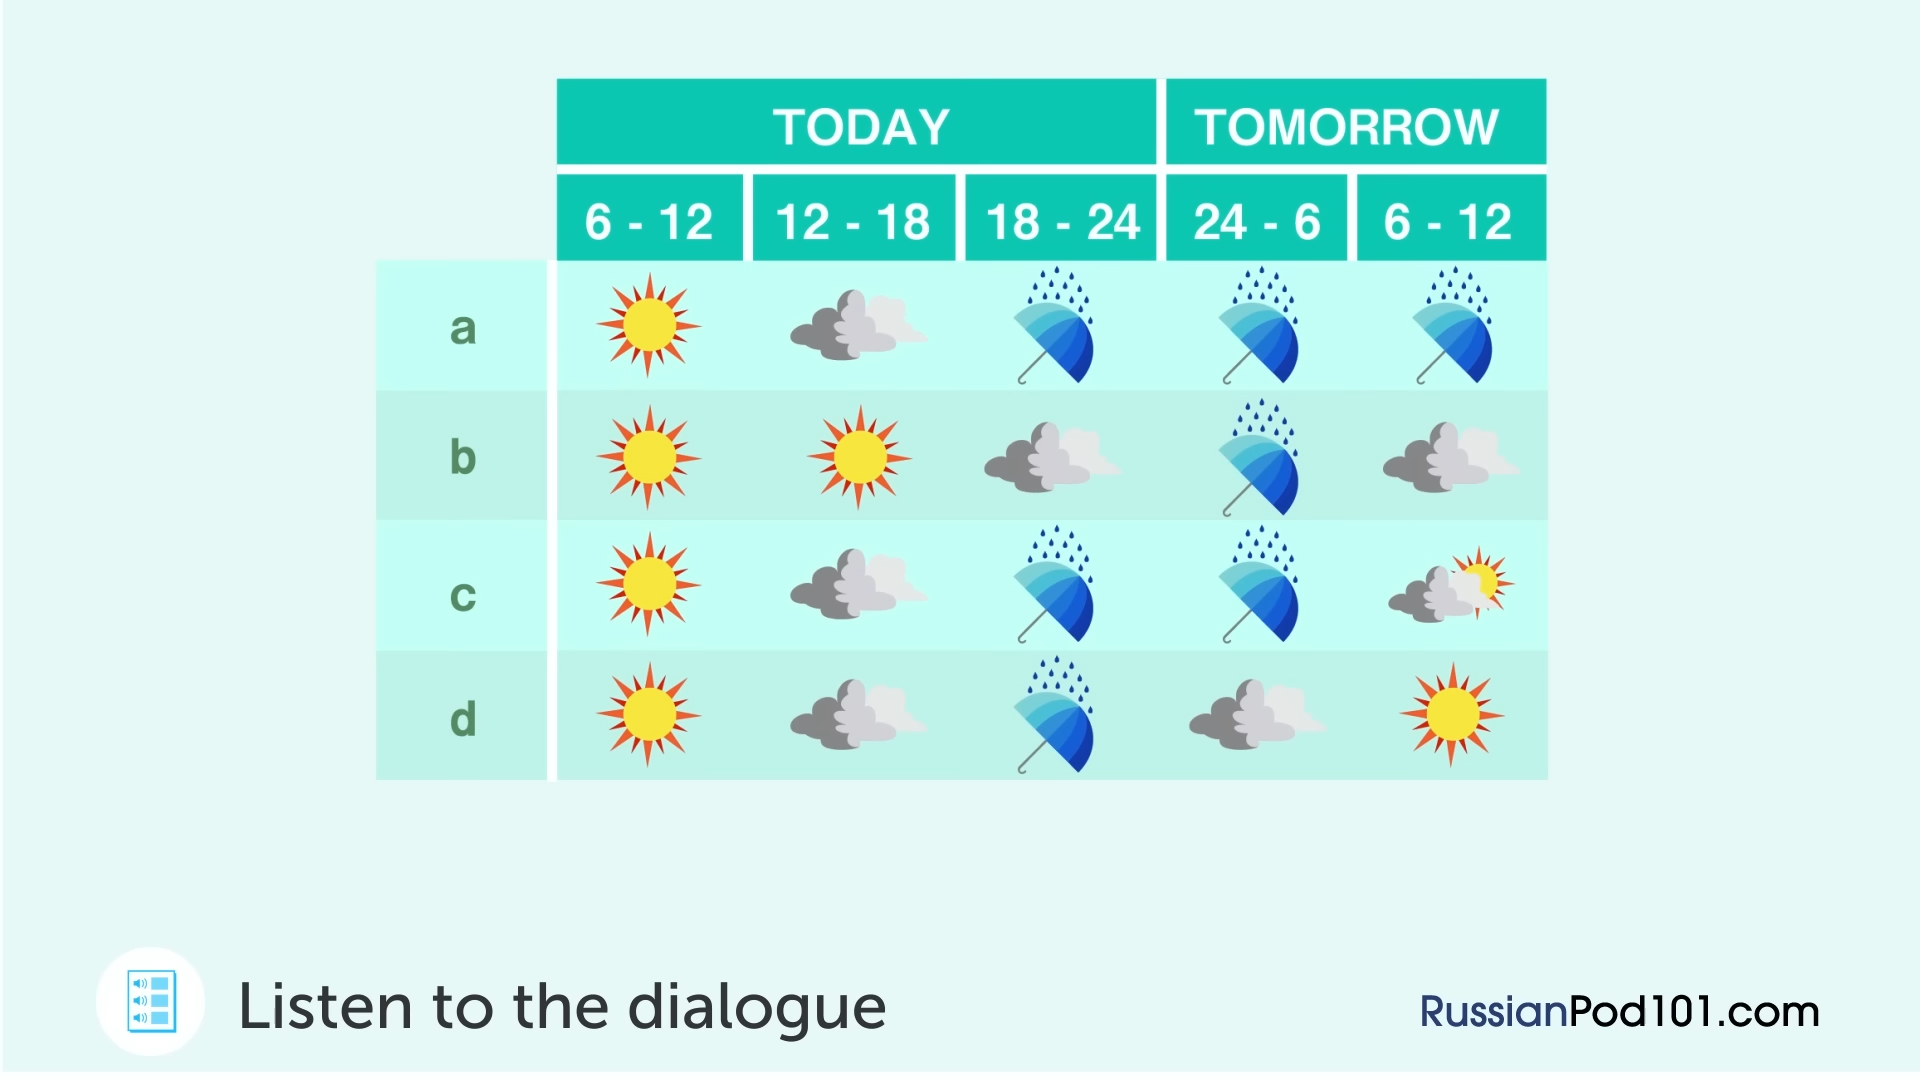 TODAY TOMORROW
6 - 12 12 - 18 18 - 24 24 - 6 6 - 12
a
b
c
d
Listen to the dialogue
RussianPod101.com